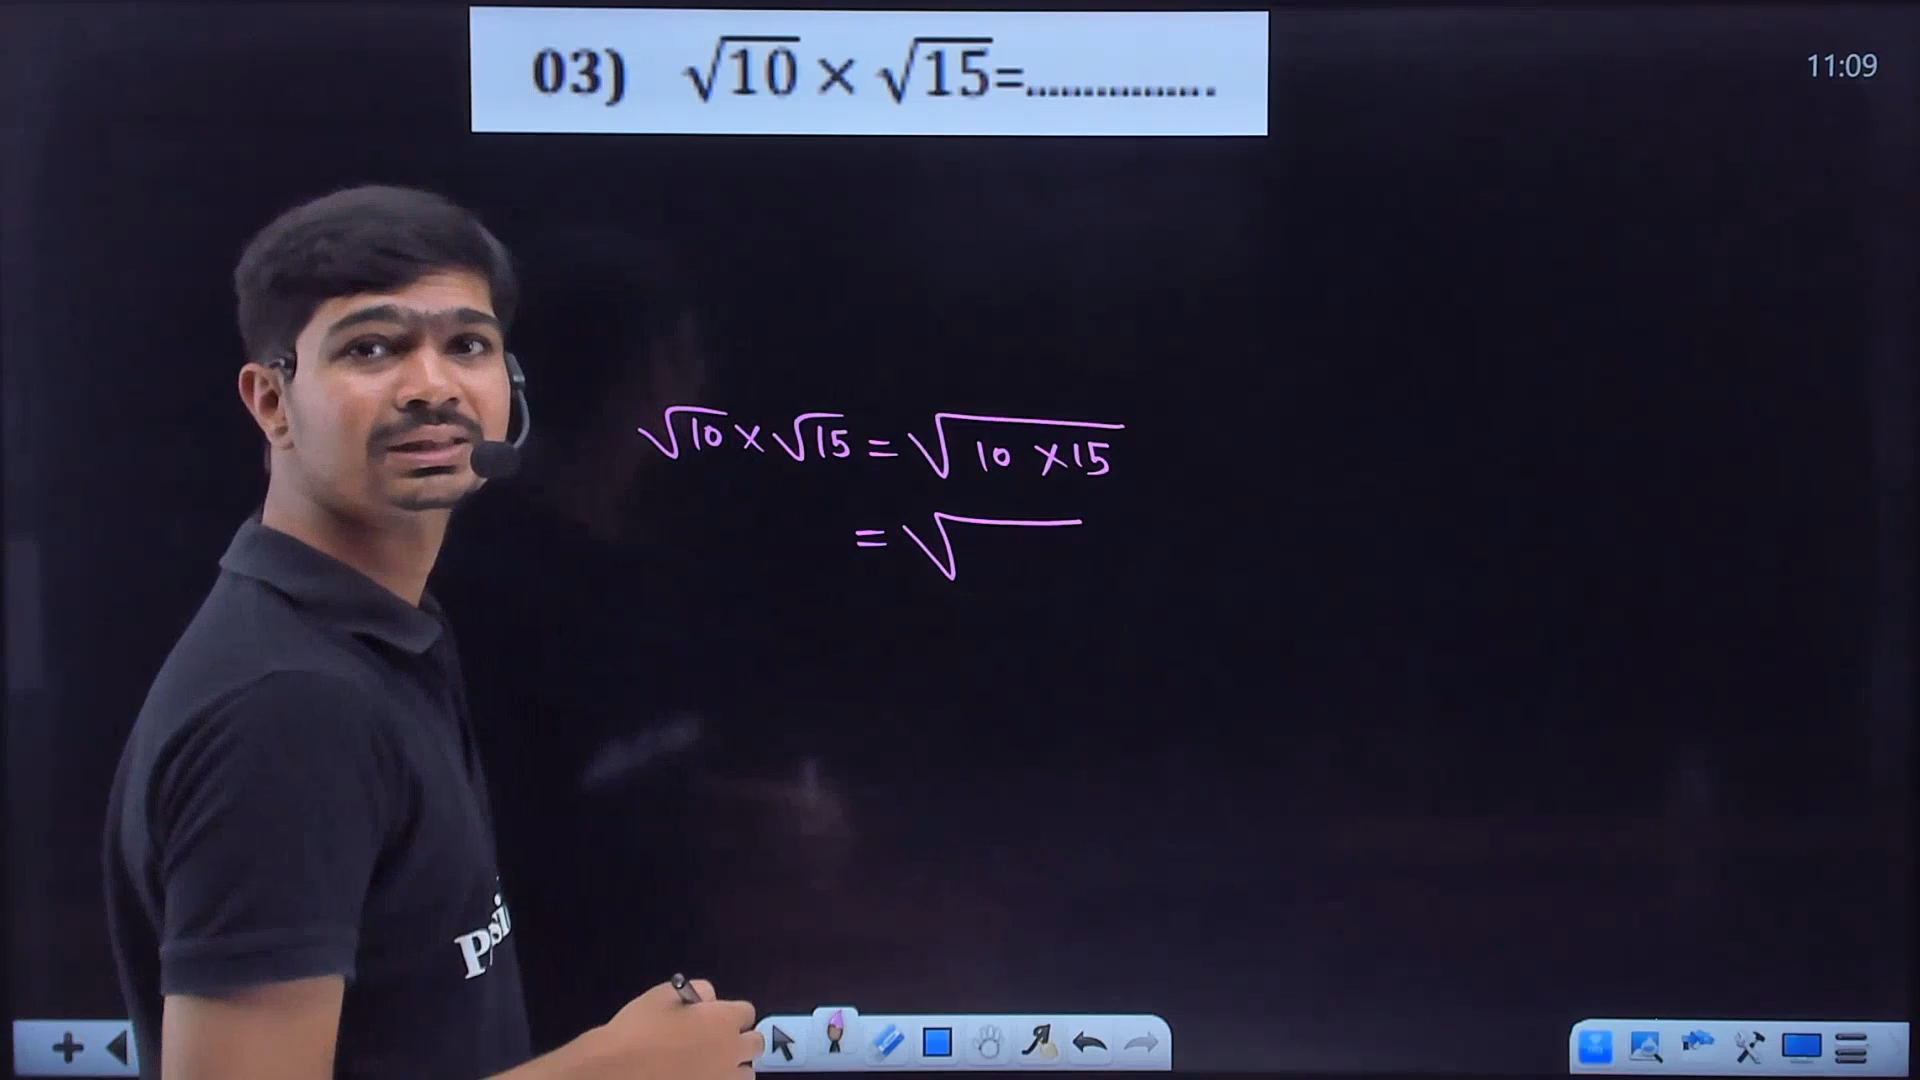 03) √10 × √15=................
11:09
√10 × √15 = √10 × 15
= √